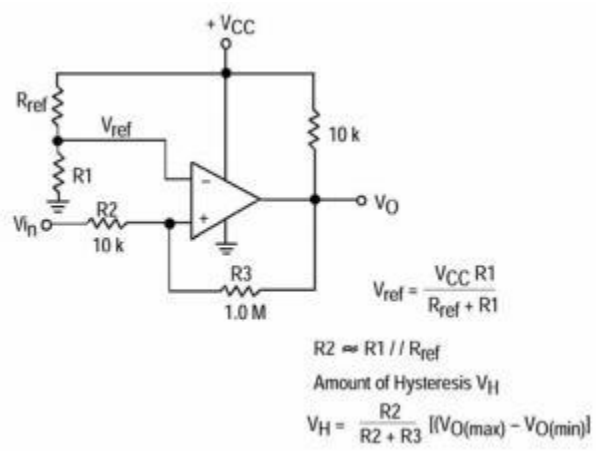 + VCC
Rref
Vref
10 k
R1
−
+
VO
Vin
R2
10 k
R3
1.0 M
Vref = VCC R1 / Rref + R1
R2 ≈ R1 // Rref
Amount of Hysteresis VH
VH = R2 / R2 + R3 [(VO(max) − VO(min)]